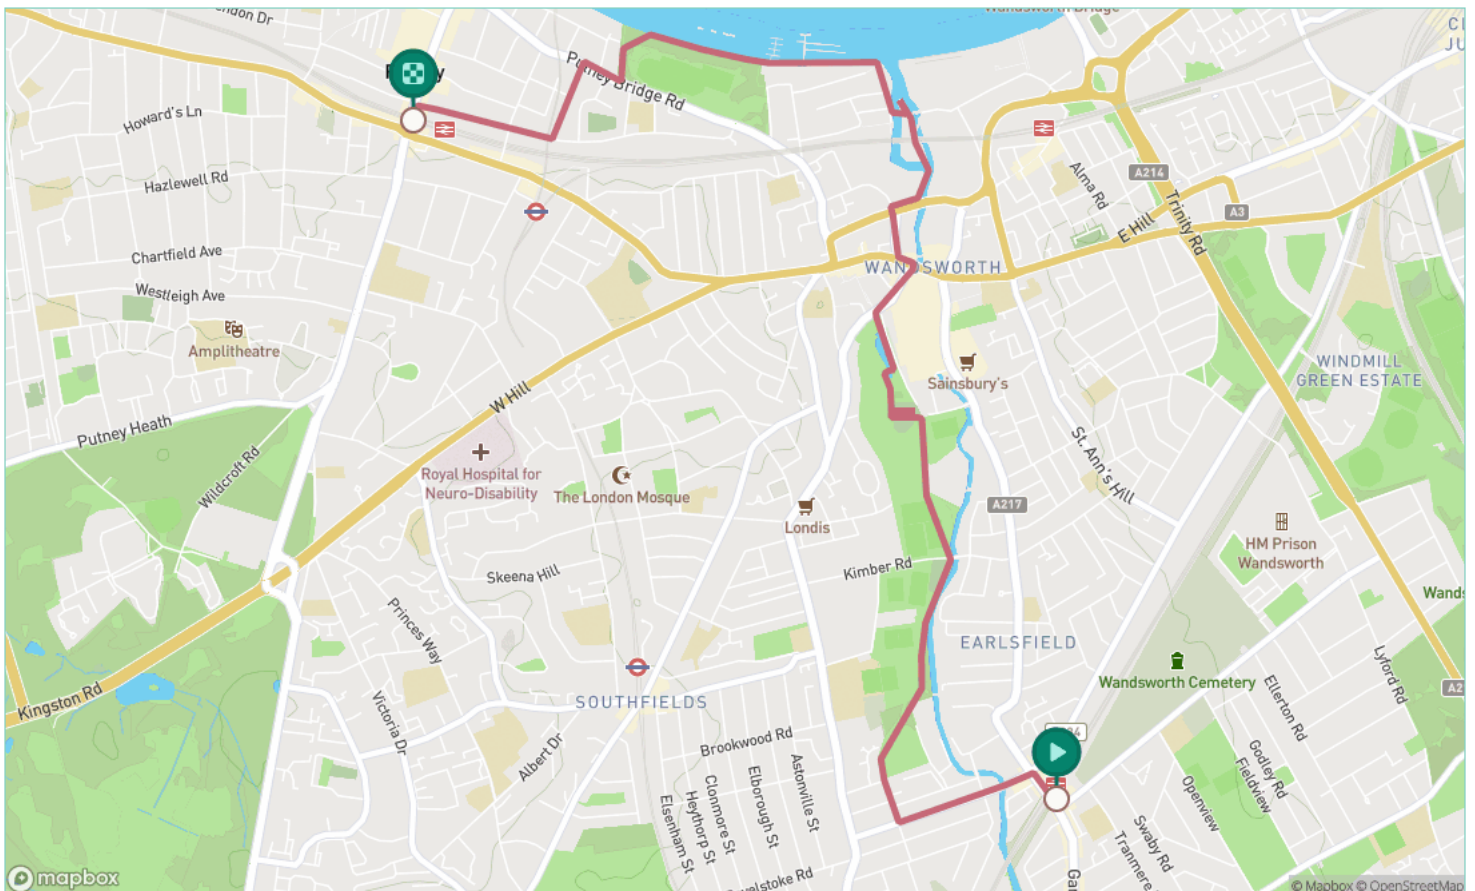 Putney Bridge Rd
Howard's Ln
Hazlewell Rd
Alma Rd
A214
Trinity Rd
E Hill
A3
Chartfield Ave
WANDSWORTH
Westleigh Ave
Amplitheatre
Sainsbury's
WINDMILL
GREEN ESTATE
W Hill
Putney Heath
Wildcroft Rd
Royal Hospital for
Neuro-Disability
The London Mosque
St. Ann's Hill
A217
Londis
HM Prison
Wandsworth
Kimber Rd
Skeena Hill
Princes Way
EARLSFIELD
Wandsworth Cemetery
Kingston Rd
SOUTHFIELDS
Victoria Dr
Albert Dr
Brookwood Rd
Lyford Rd
Ellerton Rd
Godley Rd
Fieldview
Openview
Astonville St
Elborough St
Clonmore St
Heythorp St
Elsenham St
Swaby Rd
mapbox
© Mapbox © OpenStreetMap